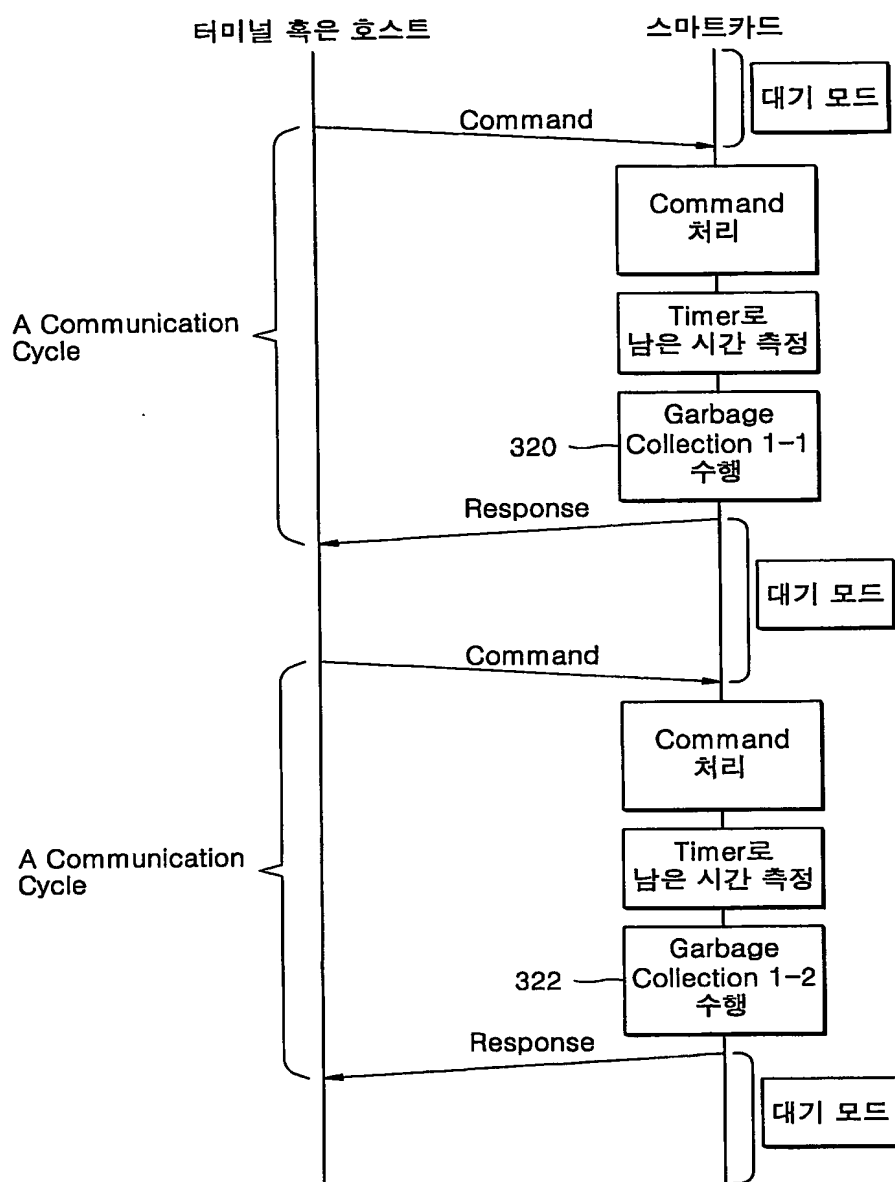 터미널 혹은 호스트
스마트카드
대기 모드
Command
Command
처리
A Communication
Cycle
Timer로
남은 시간 측정
Garbage
Collection 1-1
수행
320
Response
대기 모드
Command
Command
처리
A Communication
Cycle
Timer로
남은 시간 측정
Garbage
Collection 1-2
수행
322
Response
대기 모드